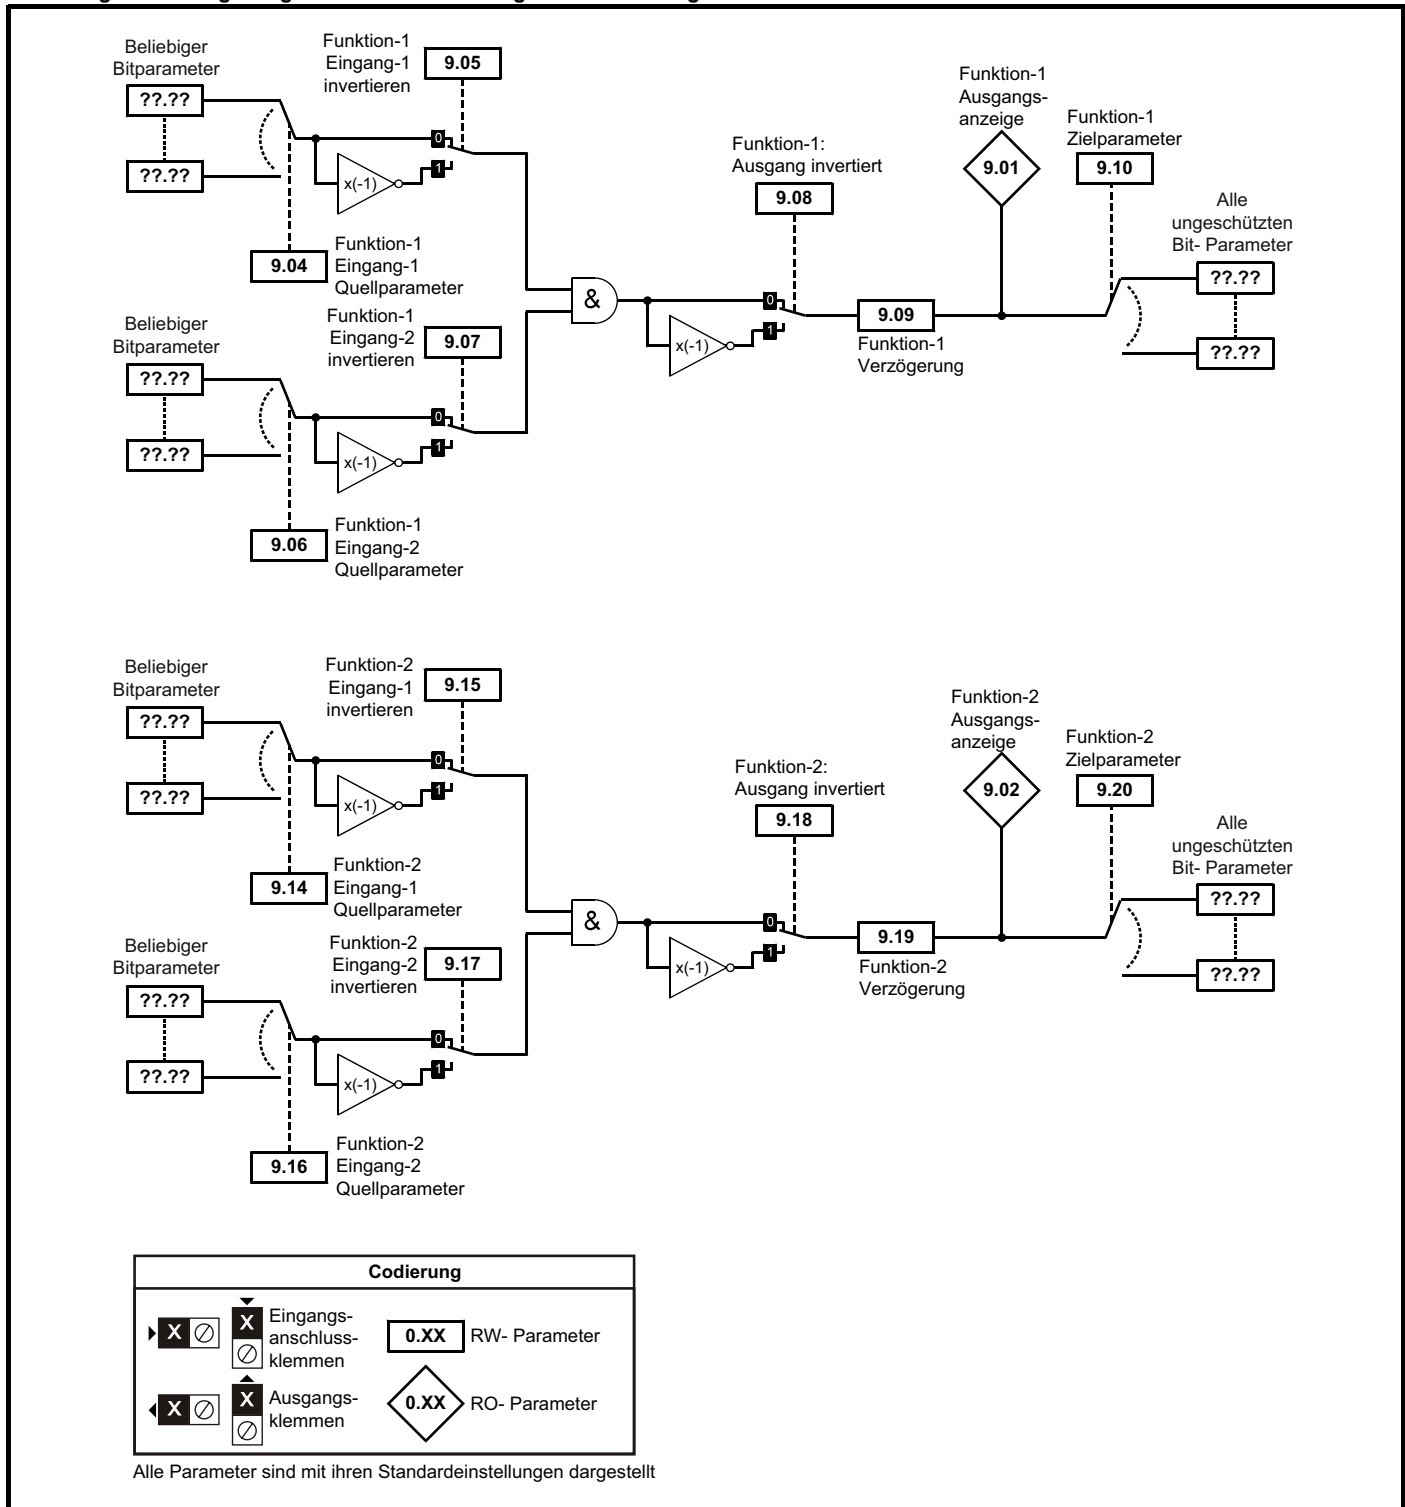 Beliebiger
Bitparameter
??.??
??.??
Funktion-1
Eingang-1
invertieren
9.05
0
1
x(-1)
9.04
Funktion-1
Eingang-1
Quellparameter
Beliebiger
Bitparameter
??.??
??.??
Funktion-1
Eingang-2
invertieren
9.07
0
1
x(-1)
9.06
Funktion-1
Eingang-2
Quellparameter
&
Funktion-1:
Ausgang invertiert
9.08
0
1
x(-1)
9.09
Funktion-1
Verzögerung
Funktion-1
Ausgangs-
anzeige
9.01
Funktion-1
Zielparameter
9.10
Alle
ungeschützten
Bit- Parameter
??.??
??.??
Beliebiger
Bitparameter
??.??
??.??
Funktion-2
Eingang-1
invertieren
9.15
0
1
x(-1)
9.14
Funktion-2
Eingang-1
Quellparameter
Beliebiger
Bitparameter
??.??
??.??
Funktion-2
Eingang-2
invertieren
9.17
0
1
x(-1)
9.16
Funktion-2
Eingang-2
Quellparameter
&
Funktion-2:
Ausgang invertiert
9.18
0
1
x(-1)
9.19
Funktion-2
Verzögerung
Funktion-2
Ausgangs-
anzeige
9.02
Funktion-2
Zielparameter
9.20
Alle
ungeschützten
Bit- Parameter
??.??
??.??
Codierung
X
X
Eingangs-
anschluss-
klemmen
0.XX
RW- Parameter
X
X
Ausgangs-
klemmen
0.XX
RO- Parameter
Alle Parameter sind mit ihren Standardeinstellungen dargestellt